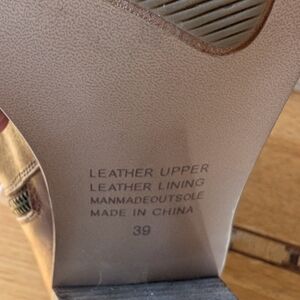 LEATHER UPPER
LEATHER LINING
MANMADEOUTSOLE
MADE IN CHINA
39